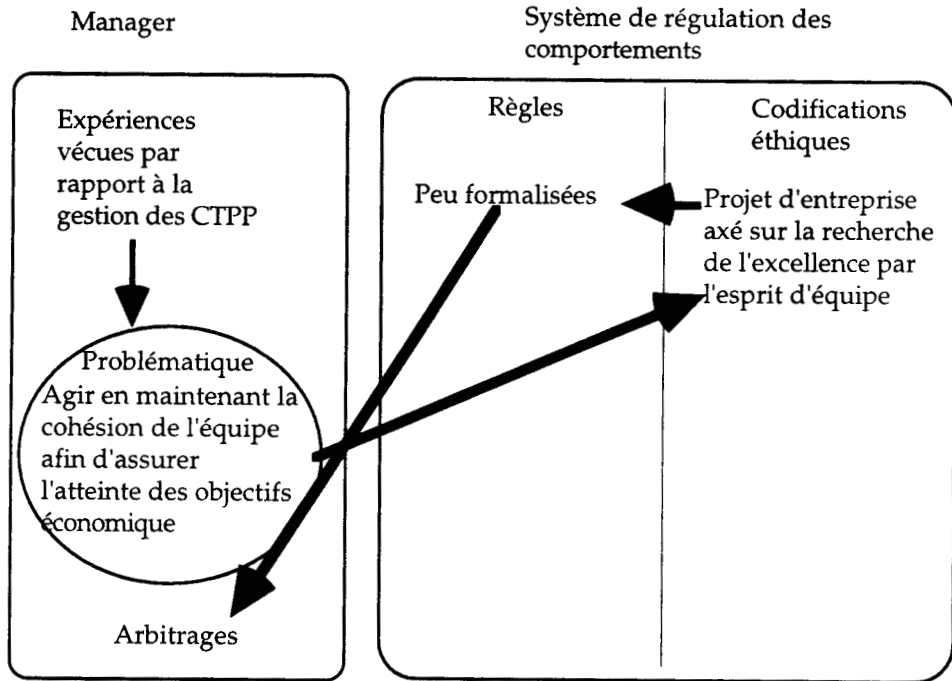 Manager
Système de régulation des
comportements
Expériences
vécues par
rapport à la
gestion des CTPP
Problématique
Agir en maintenant la
cohésion de l'équipe
afin d'assurer
l'atteinte des objectifs
économique
Arbitrages
Règles
Peu formalisées
Codifications
éthiques
Projet d'entreprise
axé sur la recherche
de l'excellence par
l'esprit d'équipe